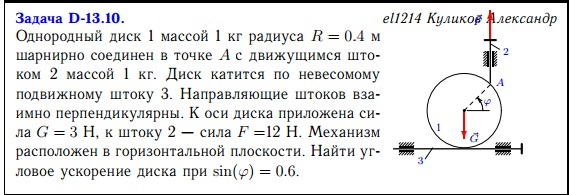 Задача D-13.10.
el1214 Куликов Александр
Однородный диск 1 массой 1 кг радиуса R = 0.4 м
шарнирно соединен в точке A с движущимся што-
ком 2 массой 1 кг. Диск катится по невесомому
подвижному штоку 3. Направляющие штоков вза-
имно перпендикулярны. К оси диска приложена си-
ла G = 3 Н, к штоку 2 — сила F =12 Н. Механизм
расположен в горизонтальной плоскости. Найти уг-
ловое ускорение диска при sin(φ) = 0.6.
2
A
φ
1
G
3